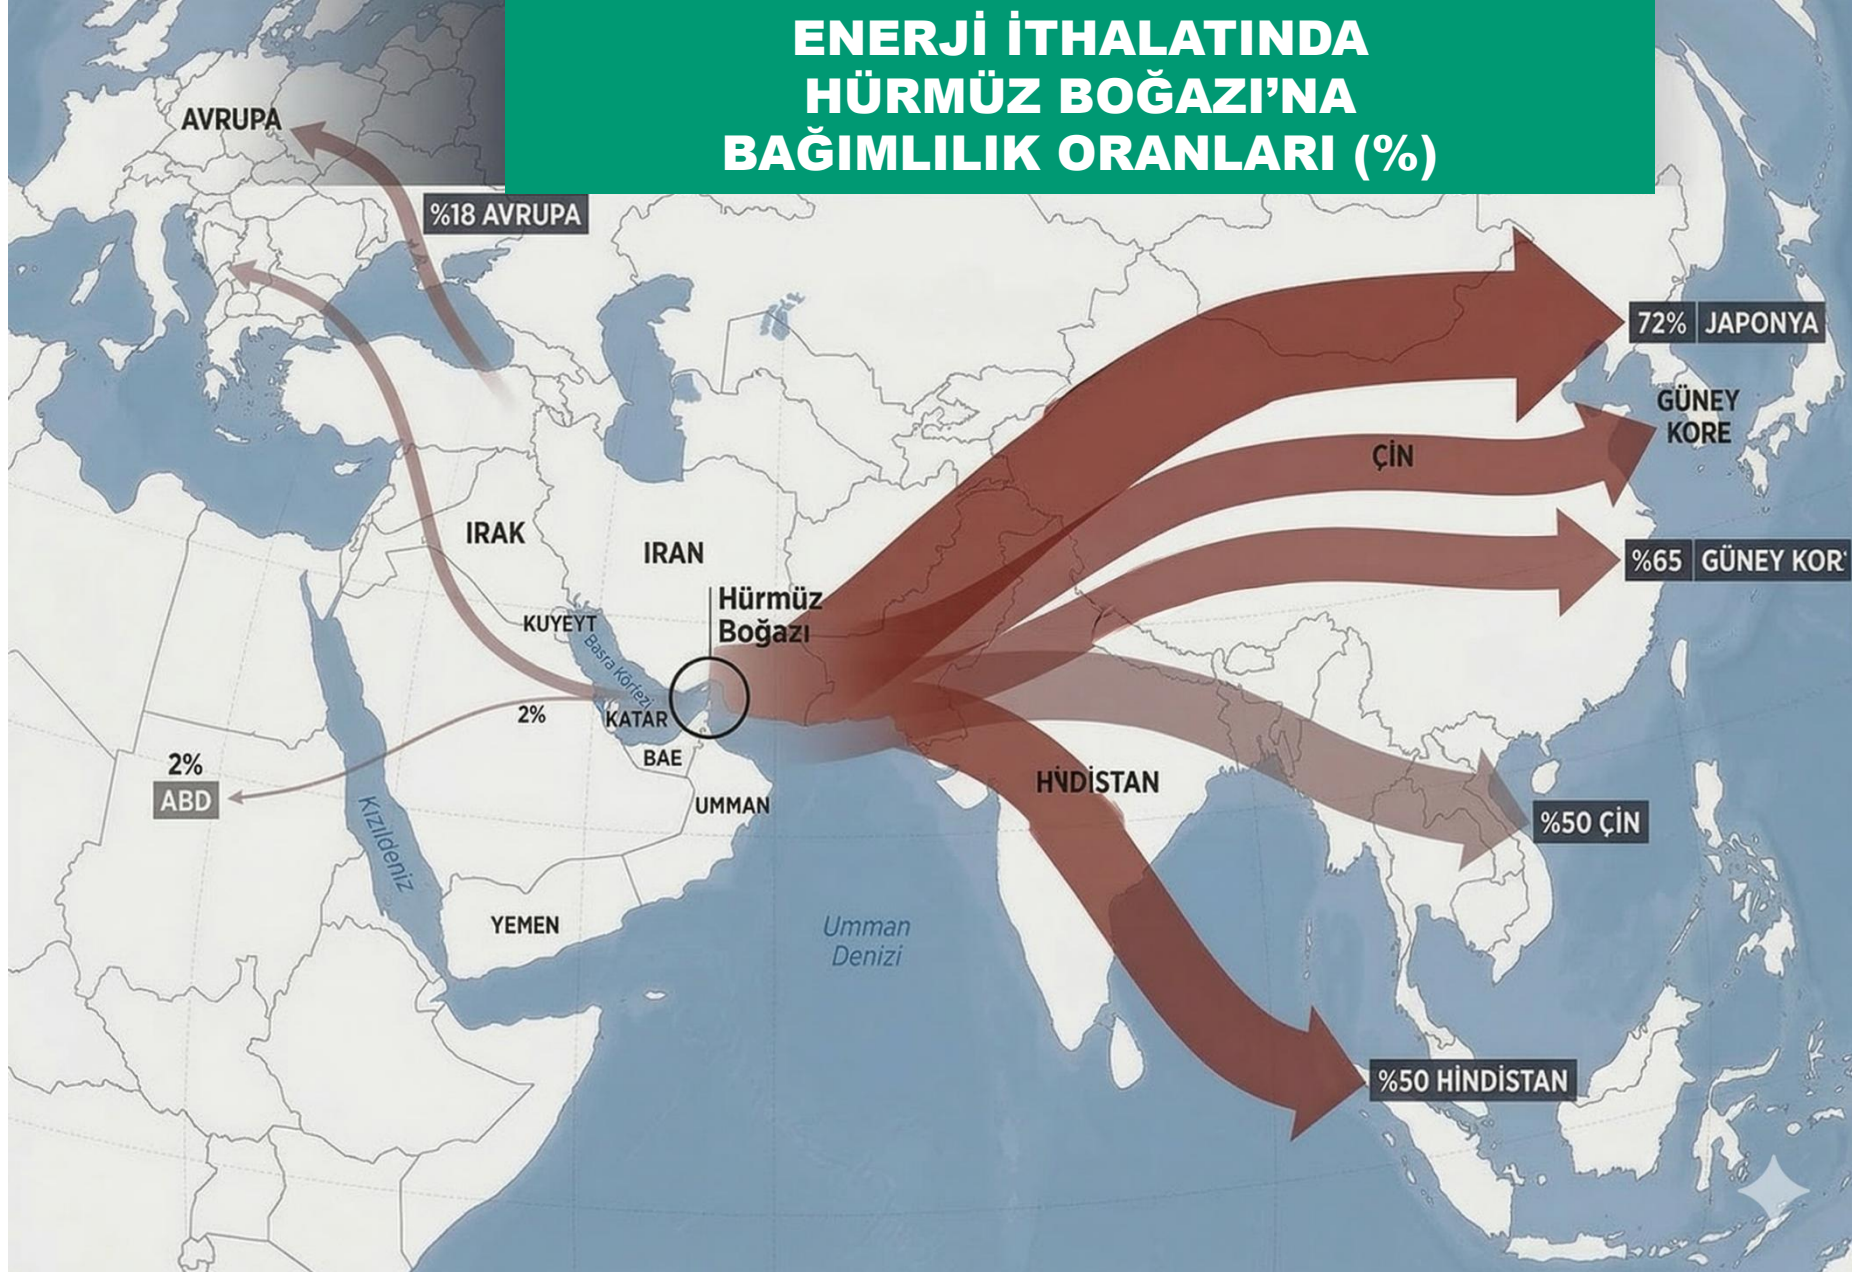 ENERJİ İTHALATINDA
HÜRMÜZ BOĞAZI'NA
BAĞIMLILIK ORANLARI (%)
AVRUPA
%18 AVRUPA
72% JAPONYA
GÜNEY
KORE
ÇİN
IRAK
IRAN
%65 GÜNEY KOR
Hürmüz
Boğazı
KUYEYT
Basra Körfezi
KATAR
2%
BAE
2%
ABD
UMMAN
Kızıldeniz
HİNDİSTAN
%50 ÇİN
YEMEN
Umman
Denizi
%50 HİNDİSTAN